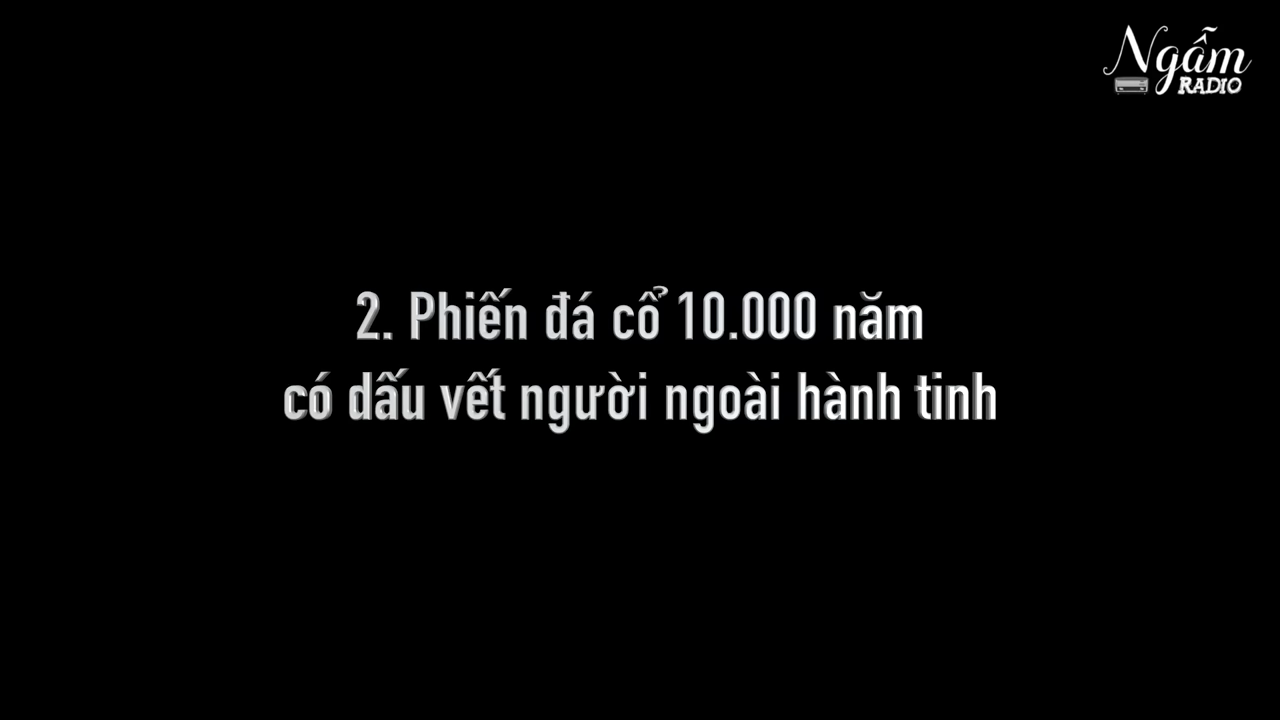 Ngẫm
RADIO
2. Phiến đá cổ 10.000 năm
có dấu vết người ngoài hành tinh